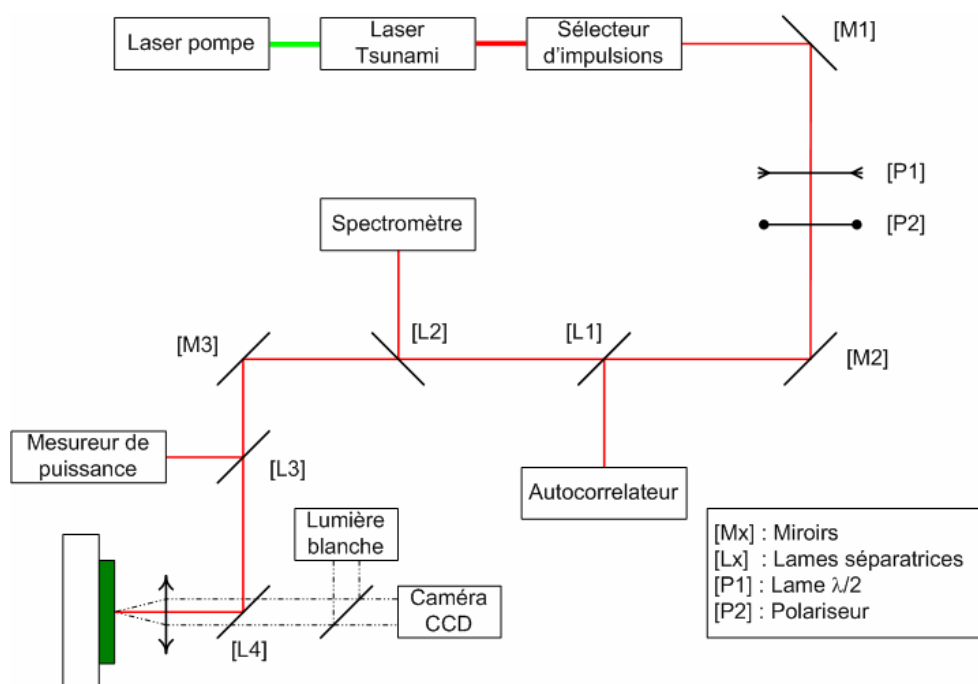 Laser pompe
Laser
Tsunami
Sélecteur
d'impulsions
[M1]
[P1]
[P2]
Spectromètre
[M3]
[L2]
[L1]
[M2]
Mesureur de
puissance
[L3]
Autocorrelateur
Lumière
blanche
Caméra
CCD
[L4]
[Mx] : Miroirs
[Lx] : Lames séparatrices
[P1] : Lame λ/2
[P2] : Polariseur